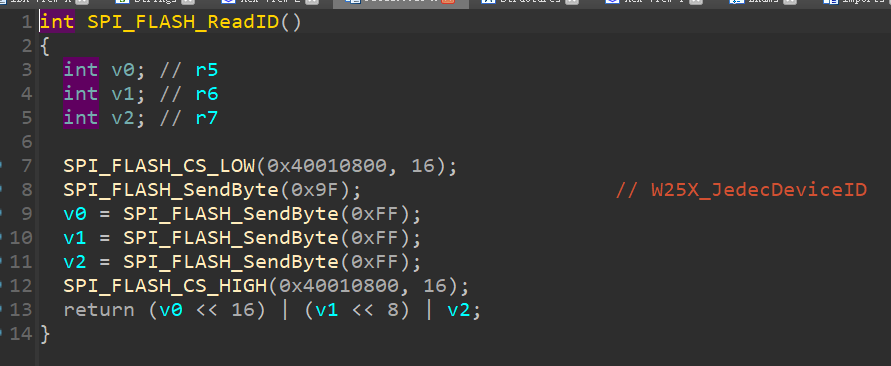 1 int SPI_FLASH_ReadID()
2 {
3 int v0; // r5
4 int v1; // r6
5 int v2; // r7
6
7 SPI_FLASH_CS_LOW(0x40010800, 16);
8 SPI_FLASH_SendByte(0x9F); // W25X_JedecDeviceID
9 v0 = SPI_FLASH_SendByte(0xFF);
10 v1 = SPI_FLASH_SendByte(0xFF);
11 v2 = SPI_FLASH_SendByte(0xFF);
12 SPI_FLASH_CS_HIGH(0x40010800, 16);
13 return (v0 << 16) | (v1 << 8) | v2;
14 }